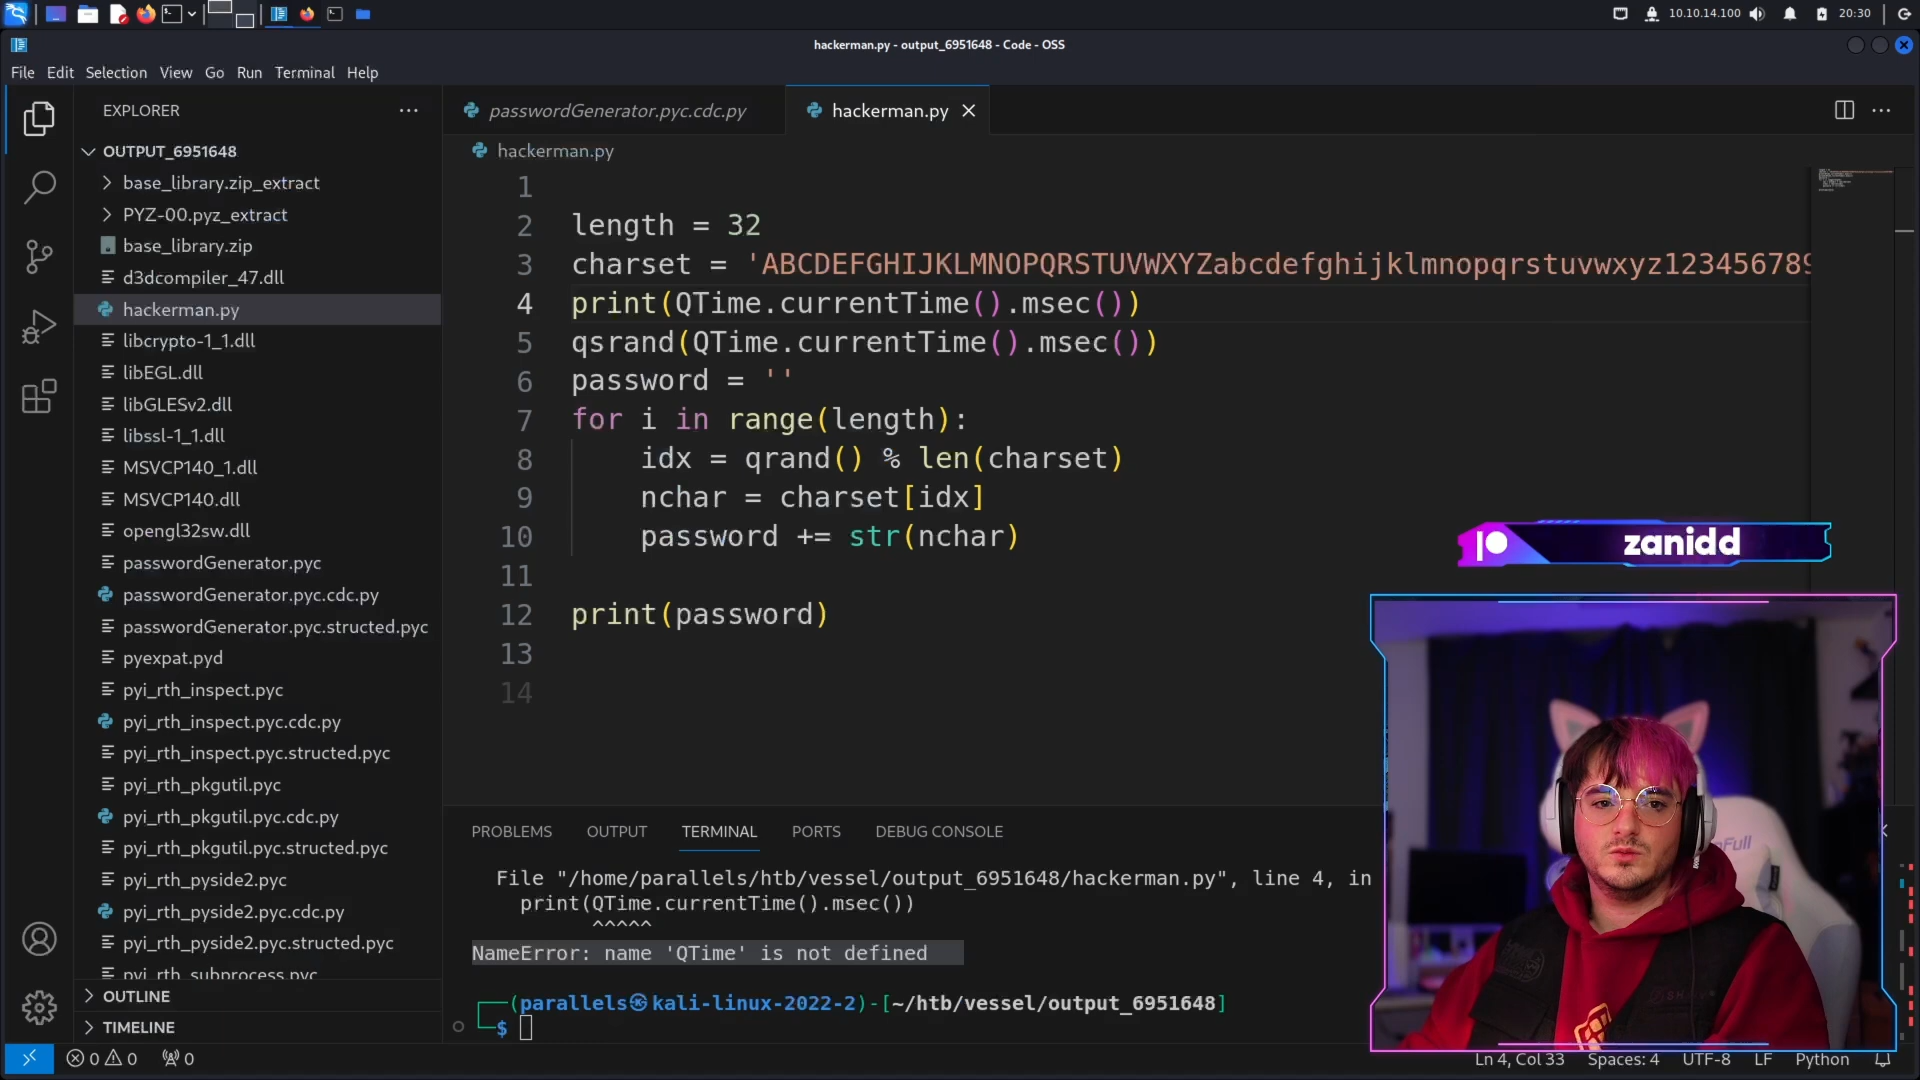 10.10.14.100
20:30
hackerman.py - output_6951648 - Code - OSS
File Edit Selection View Go Run Terminal Help
EXPLORER
OUTPUT_6951648
base_library.zip_extract
PYZ-00.pyz_extract
base_library.zip
d3dcompiler_47.dll
hackerman.py
libcrypto-1_1.dll
libEGL.dll
libGLESv2.dll
libssl-1_1.dll
MSVCP140_1.dll
MSVCP140.dll
opengl32sw.dll
passwordGenerator.pyc
passwordGenerator.pyc.cdc.py
passwordGenerator.pyc.structed.pyc
pyexpat.pyd
pyi_rth_inspect.pyc
pyi_rth_inspect.pyc.cdc.py
pyi_rth_inspect.pyc.structed.pyc
pyi_rth_pkgutil.pyc
pyi_rth_pkgutil.pyc.cdc.py
pyi_rth_pkgutil.pyc.structed.pyc
pyi_rth_pyside2.pyc
pyi_rth_pyside2.pyc.cdc.py
pyi_rth_pyside2.pyc.structed.pyc
pyi_rth_subprocess.pyc
OUTLINE
TIMELINE
passwordGenerator.pyc.cdc.py
hackerman.py
hackerman.py
1
2 length = 32
3 charset = 'ABCDEFGHIJKLMNOPQRSTUVWXYZabcdefghijklmnopqrstuvwxyz123456789
4 print(QTime.currentTime().msec())
5 qsrand(QTime.currentTime().msec())
6 password = ''
7 for i in range(length):
8 idx = qrand() % len(charset)
9 nchar = charset[idx]
10 password += str(nchar)
11
12 print(password)
13
14
zanidd
PROBLEMS OUTPUT TERMINAL PORTS DEBUG CONSOLE
File "/home/parallels/htb/vessel/output_6951648/hackerman.py", line 4, in
print(QTime.currentTime().msec())
^^^^^
NameError: name 'QTime' is not defined
(parallels㉿kali-linux-2022-2)-[~/htb/vessel/output_6951648]
$
0 0 0
Ln 4, Col 33 Spaces: 4 UTF-8 LF Python